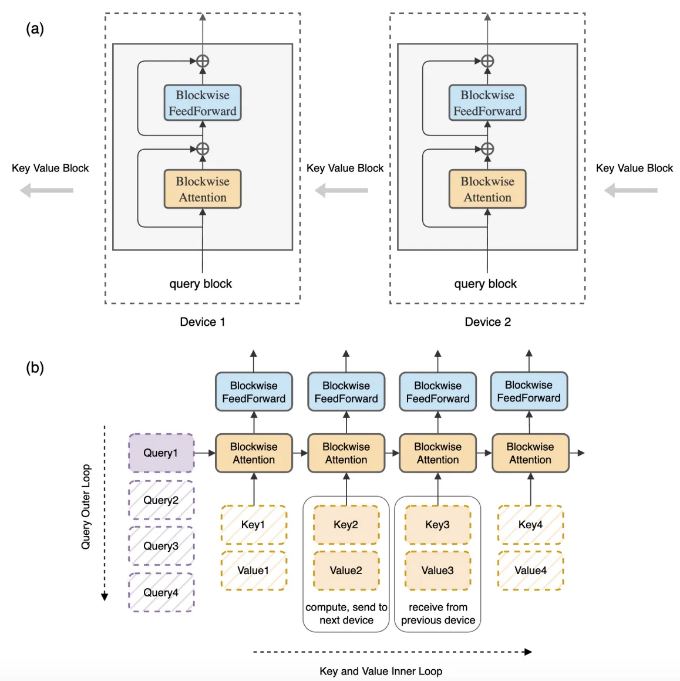 (a)
Blockwise
FeedForward
Blockwise
FeedForward
Key Value Block
Key Value Block
Key Value Block
Blockwise
Attention
Blockwise
Attention
query block
query block
Device 1
Device 2
(b)
Blockwise
FeedForward
Blockwise
FeedForward
Blockwise
FeedForward
Blockwise
FeedForward
Query Outer Loop
Query1
Blockwise
Attention
Blockwise
Attention
Blockwise
Attention
Blockwise
Attention
Query2
Query3
Query4
Key1
Key2
Key3
Key4
Value1
Value2
Value3
Value4
compute, send to
next device
receive from
previous device
Key and Value Inner Loop